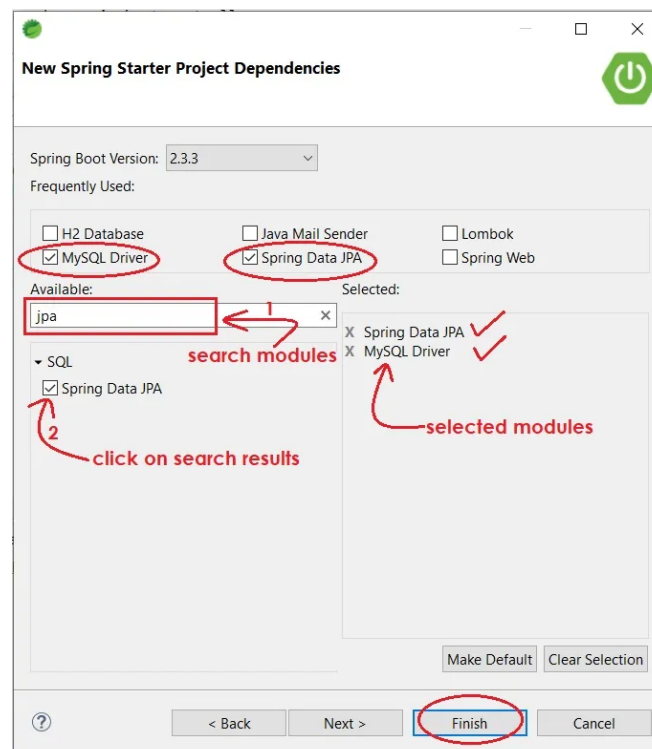 New Spring Starter Project Dependencies
Spring Boot Version: 2.3.3
Frequently Used:
H2 Database Java Mail Sender Lombok
MySQL Driver Spring Data JPA Spring Web
Available: Selected:
jpa
1
search modules
X Spring Data JPA
X MySQL Driver
SQL
Spring Data JPA
2
click on search results
selected modules
Make Default Clear Selection
? < Back Next > Finish Cancel